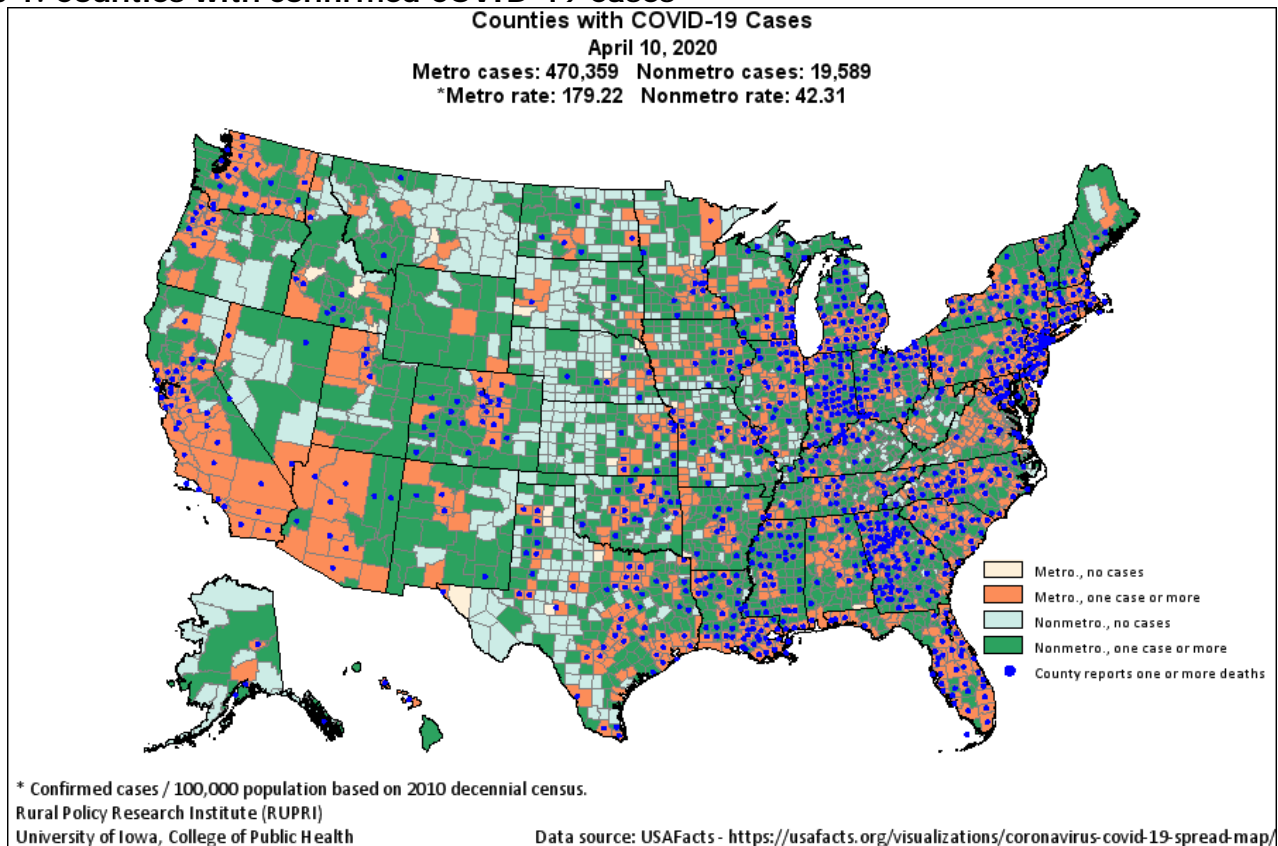 Counties with COVID-19 Cases
April 10, 2020
Metro cases: 470,359 Nonmetro cases: 19,589
*Metro rate: 179.22 Nonmetro rate: 42.31
Metro., no cases
Metro., one case or more
Nonmetro., no cases
Nonmetro., one case or more
County reports one or more deaths
* Confirmed cases / 100,000 population based on 2010 decennial census.
Rural Policy Research Institute (RUPRI)
University of Iowa, College of Public Health
Data source: USAFacts - https://usafacts.org/visualizations/coronavirus-covid-19-spread-map/